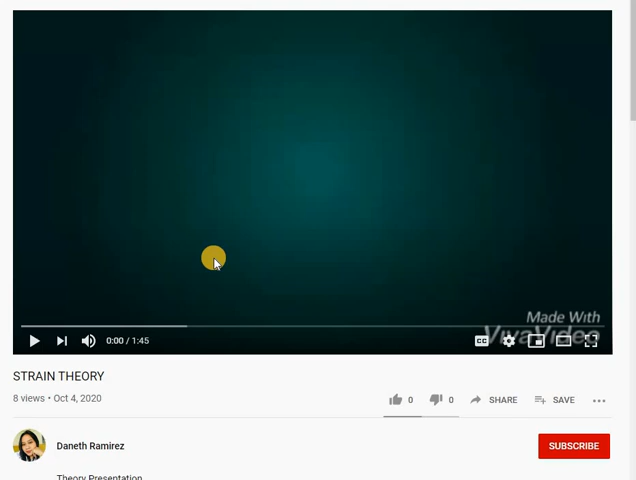 Made With
VivaVideo
0:00 / 1:45
STRAIN THEORY
8 views • Oct 4, 2020
0 0 SHARE SAVE
Daneth Ramirez
SUBSCRIBE
Theory Presentation